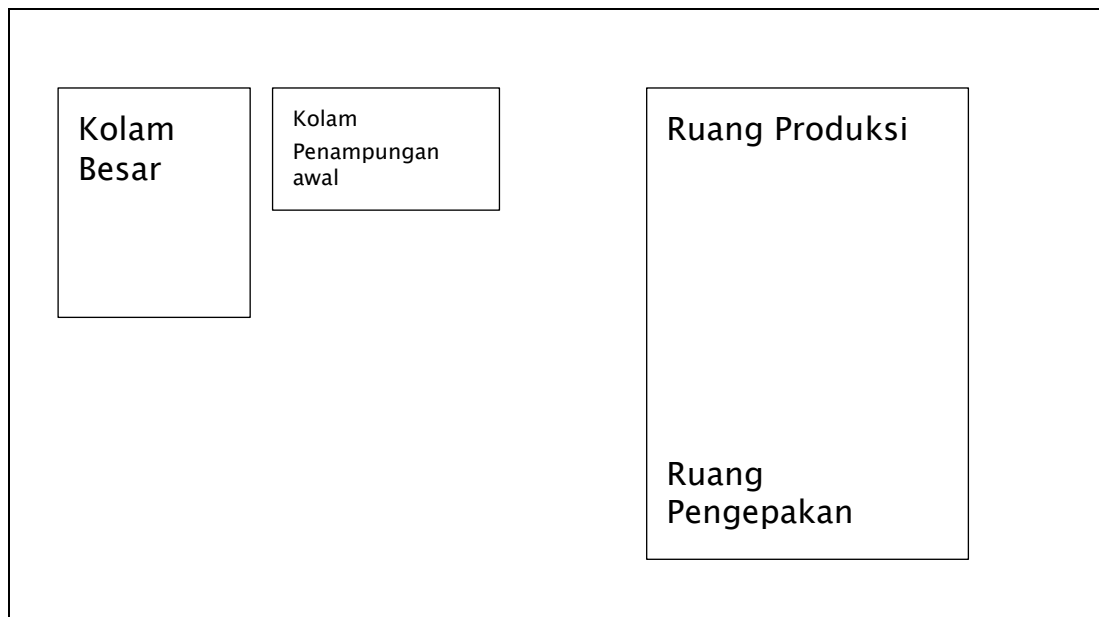 Kolam
Besar
Kolam
Penampungan
awal
Ruang Produksi
Ruang
Pengepakan